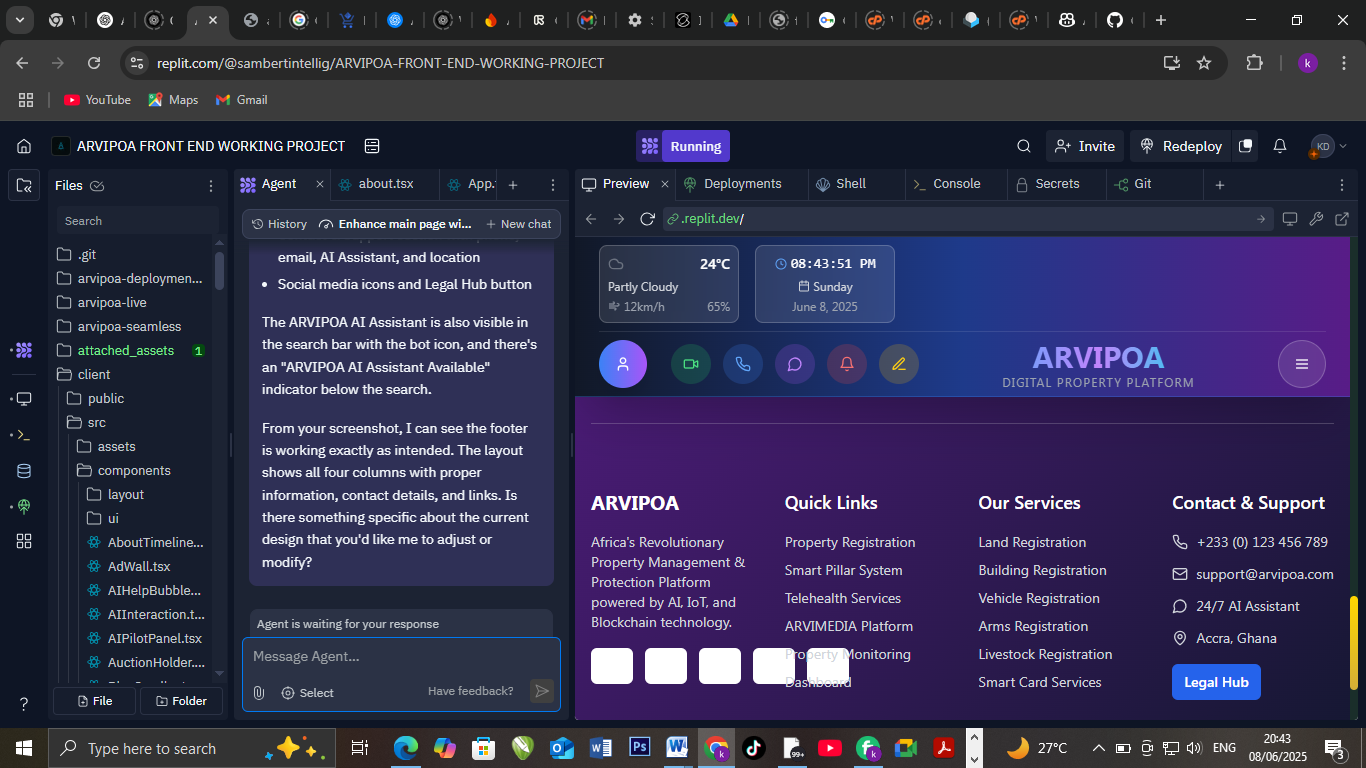 replit.com/@sambertintellig/ARVIPOA-FRONT-END-WORKING-PROJECT
YouTube
Maps
Gmail
ARVIPOA FRONT END WORKING PROJECT
Running
Invite
Redeploy
KD
Files
Agent
about.tsx
App.
Preview
Deployments
Shell
Console
Secrets
Git
Search
History
Enhance main page wi...
New chat
.replit.dev/
.git
arvipoa-deploymen...
arvipoa-live
arvipoa-seamless
attached_assets
1
client
public
src
assets
components
layout
ui
AboutTimeline...
AdWall.tsx
AIHelpBubble...
AIInteraction.t...
AIPilotPanel.tsx
AuctionHolder....
File
Folder
email, AI Assistant, and location
• Social media icons and Legal Hub button
The ARVIPOA AI Assistant is also visible in
the search bar with the bot icon, and there's
an "ARVIPOA AI Assistant Available"
indicator below the search.
From your screenshot, I can see the footer
is working exactly as intended. The layout
shows all four columns with proper
information, contact details, and links. Is
there something specific about the current
design that you'd like me to adjust or
modify?
Agent is waiting for your response
Message Agent...
Select
Have feedback?
24°C
Partly Cloudy
12km/h
65%
08:43:51 PM
Sunday
June 8, 2025
ARVIPOA
DIGITAL PROPERTY PLATFORM
ARVIPOA
Africa's Revolutionary
Property Management &
Protection Platform
powered by AI, IoT, and
Blockchain technology.
Quick Links
Property Registration
Smart Pillar System
Telehealth Services
ARVIMEDIA Platform
Property Monitoring
Dashboard
Our Services
Land Registration
Building Registration
Vehicle Registration
Arms Registration
Livestock Registration
Smart Card Services
Contact & Support
+233 (0) 123 456 789
support@arvipoa.com
24/7 AI Assistant
Accra, Ghana
Legal Hub
Type here to search
99+
27°C
ENG
20:43
08/06/2025
3